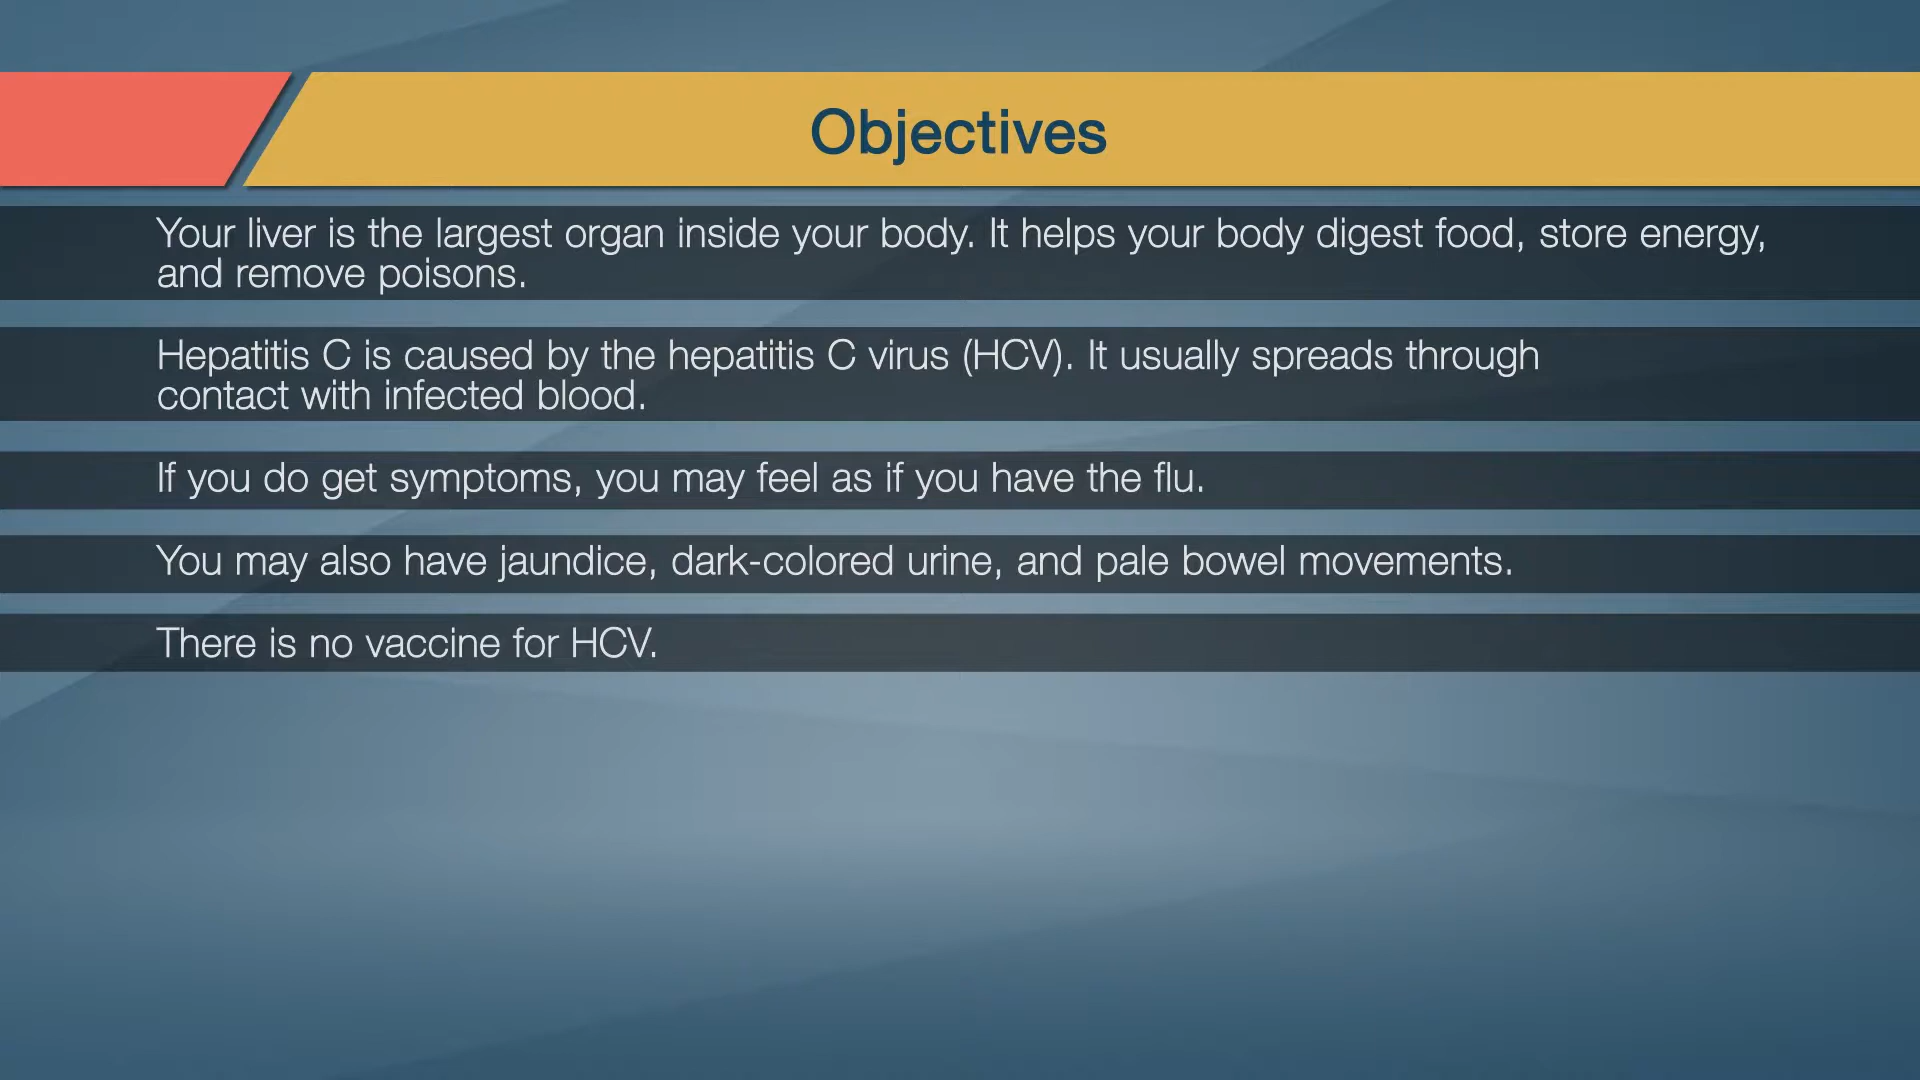 Objectives
Your liver is the largest organ inside your body. It helps your body digest food, store energy,
and remove poisons.
Hepatitis C is caused by the hepatitis C virus (HCV). It usually spreads through
contact with infected blood.
If you do get symptoms, you may feel as if you have the flu.
You may also have jaundice, dark-colored urine, and pale bowel movements.
There is no vaccine for HCV.